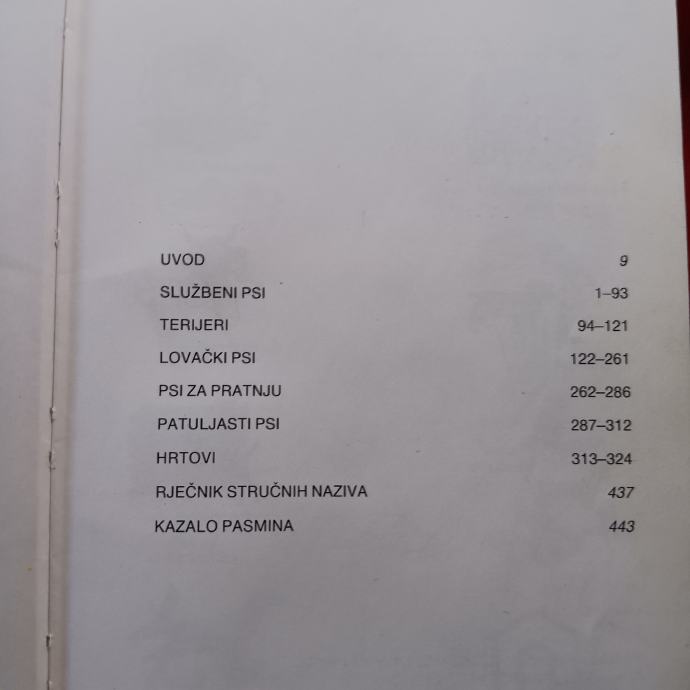 UVOD 9
SLUŽBENI PSI 1–93
TERIJERI 94–121
LOVAČKI PSI 122–261
PSI ZA PRATNJU 262–286
PATULJASTI PSI 287–312
HRTOVI 313–324
RJEČNIK STRUČNIH NAZIVA 437
KAZALO PASMINA 443